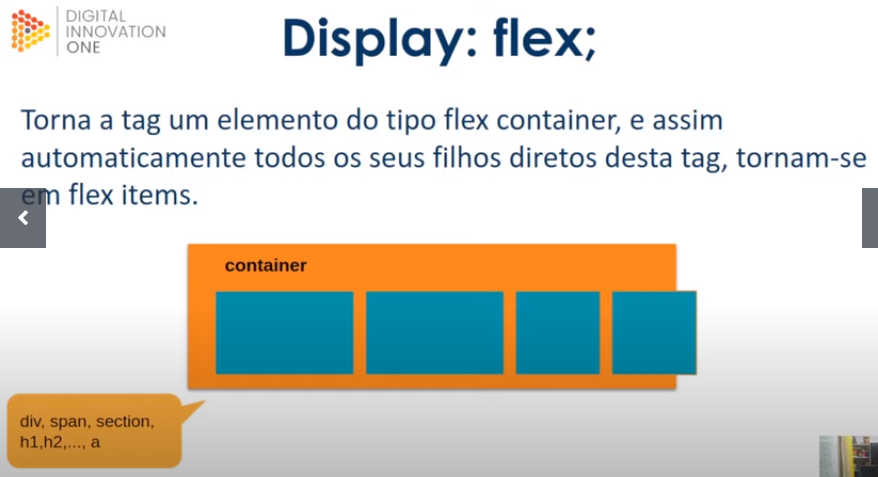 DIGITAL
INNOVATION
ONE
Display: flex;
Torna a tag um elemento do tipo flex container, e assim
automaticamente todos os seus filhos diretos desta tag, tornam-se
em flex items.
container
div, span, section,
h1,h2,..., a